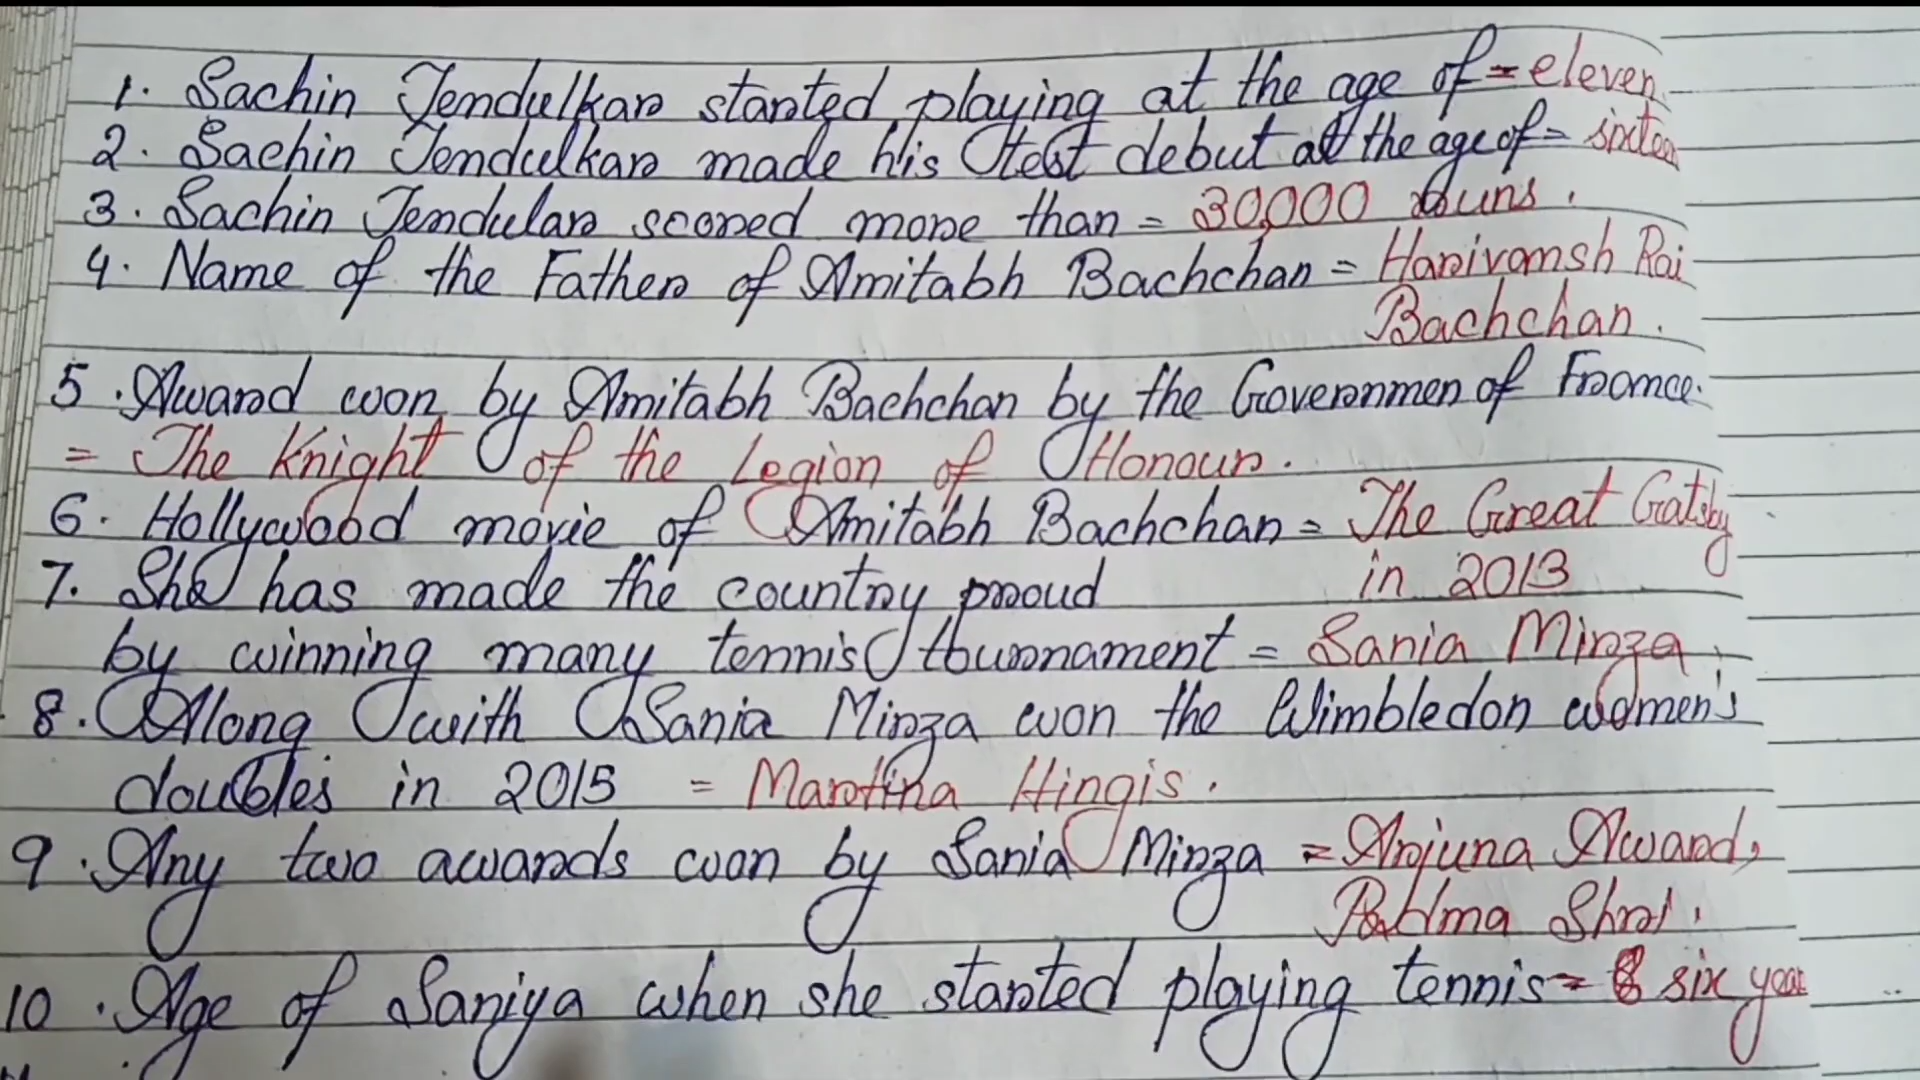 1. Sachin Tendulkar started playing at the age of = eleven.
2. Sachin Tendulkar made his test debut at the age of = sixteen
3. Sachin Tendular scored more than = 30,000 runs.
4. Name of the Father of Amitabh Bachchan = Harivansh Rai
Bachchan.
5. Award won by Amitabh Bachchan by the Governmen of France.
= The Knight of the Legion of Honour.
6. Hollywood movie of Amitabh Bachchan = The Great Gatsby
in 2013
7. She has made the country proud
by winning many tennis tournament = Sania Mirza
8. Along with Sania Mirza won the Wimbledon women's
doubles in 2015 = Martina Hingis.
9. Any two awards won by Sania Mirza = Arjuna Award,
Padma Shri.
10. Age of Saniya when she started playing tennis = six year